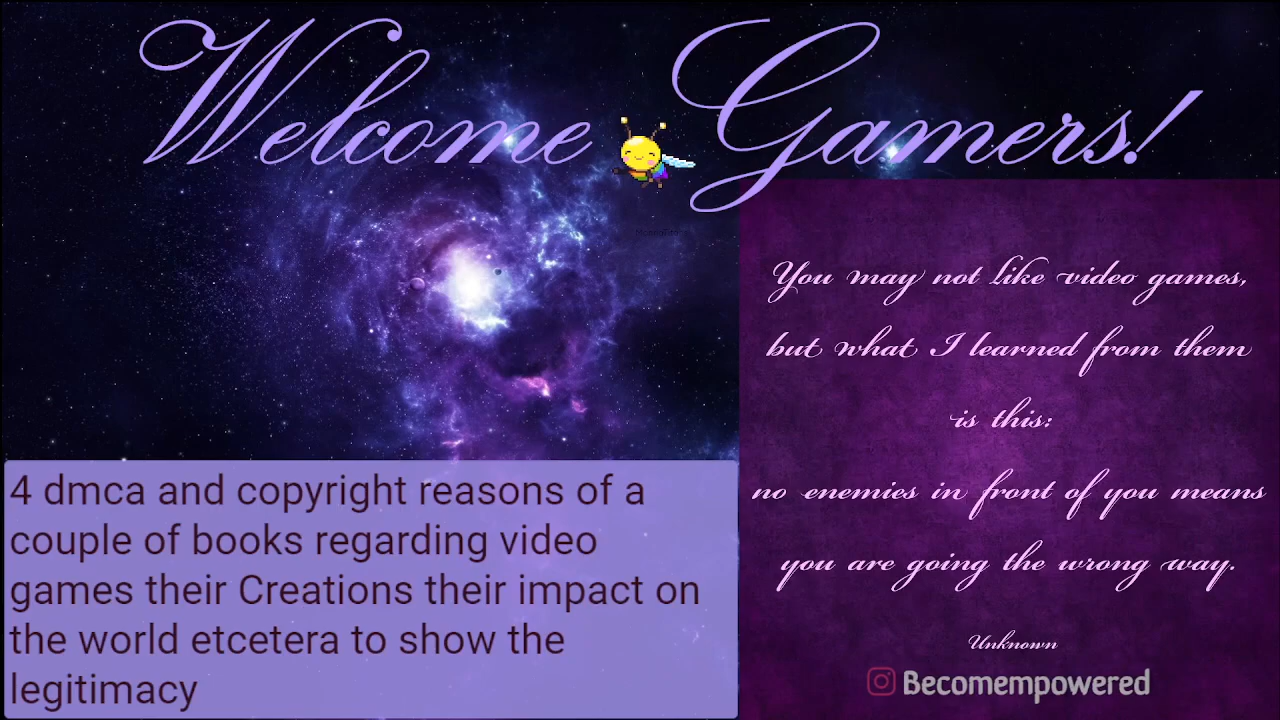 Welcome Gamers!
You may not like video games,
but what I learned from them
is this:
no enemies in front of you means
you are going the wrong way.
Unknown
Becomempowered
4 dmca and copyright reasons of a
couple of books regarding video
games their Creations their impact on
the world etcetera to show the
legitimacy